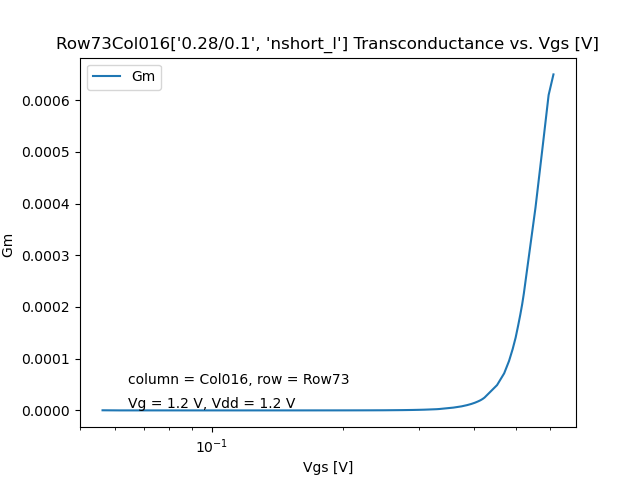 Row73Col016['0.28/0.1', 'nshort_l'] Transconductance vs. Vgs [V]
Gm
0.0006
0.0005
0.0004
0.0003
0.0002
0.0001
0.0000
Gm
column = Col016, row = Row73
Vg = 1.2 V, Vdd = 1.2 V
10⁻¹
Vgs [V]